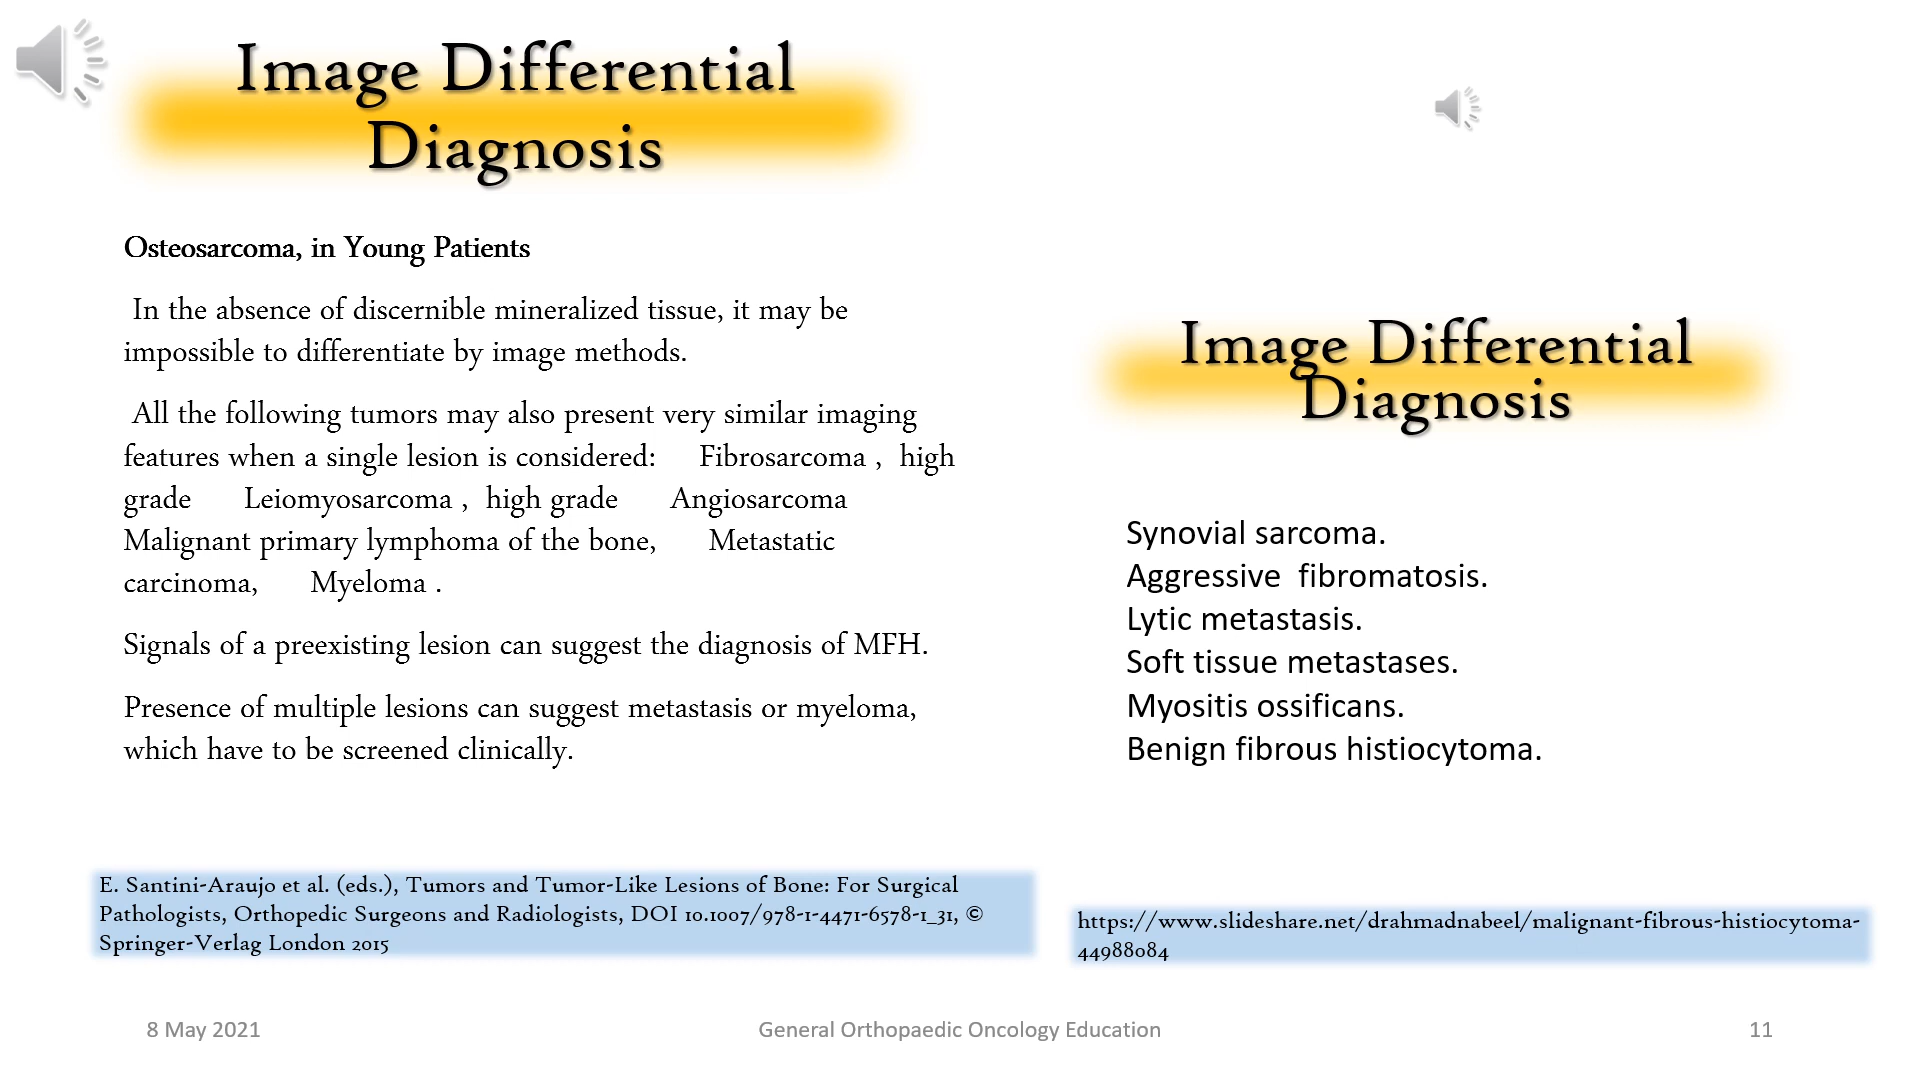 Image Differential
Diagnosis
Osteosarcoma, in Young Patients
In the absence of discernible mineralized tissue, it may be
impossible to differentiate by image methods.
All the following tumors may also present very similar imaging
features when a single lesion is considered: Fibrosarcoma , high
grade Leiomyosarcoma , high grade Angiosarcoma
Malignant primary lymphoma of the bone, Metastatic
carcinoma, Myeloma .
Signals of a preexisting lesion can suggest the diagnosis of MFH.
Presence of multiple lesions can suggest metastasis or myeloma,
which have to be screened clinically.
E. Santini-Araujo et al. (eds.), Tumors and Tumor-Like Lesions of Bone: For Surgical
Pathologists, Orthopedic Surgeons and Radiologists, DOI 10.1007/978-1-4471-6578-1_31, ©
Springer-Verlag London 2015
Image Differential
Diagnosis
Synovial sarcoma.
Aggressive fibromatosis.
Lytic metastasis.
Soft tissue metastases.
Myositis ossificans.
Benign fibrous histiocytoma.
https://www.slideshare.net/drahmadnabeel/malignant-fibrous-histiocytoma-
44988084
8 May 2021
General Orthopaedic Oncology Education
11